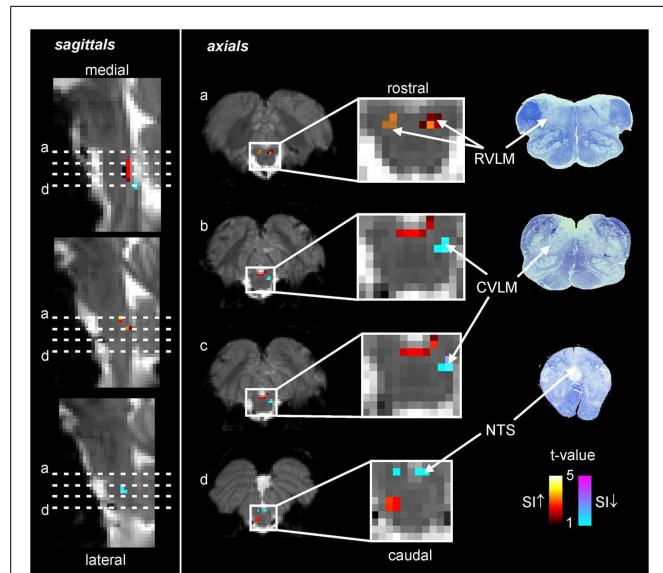 sagittals
medial
a
d
a
d
a
d
lateral
axials
a
rostral
RVLM
b
CVLM
c
NTS
d
caudal
t-value
SI↑
5
1
SI↓